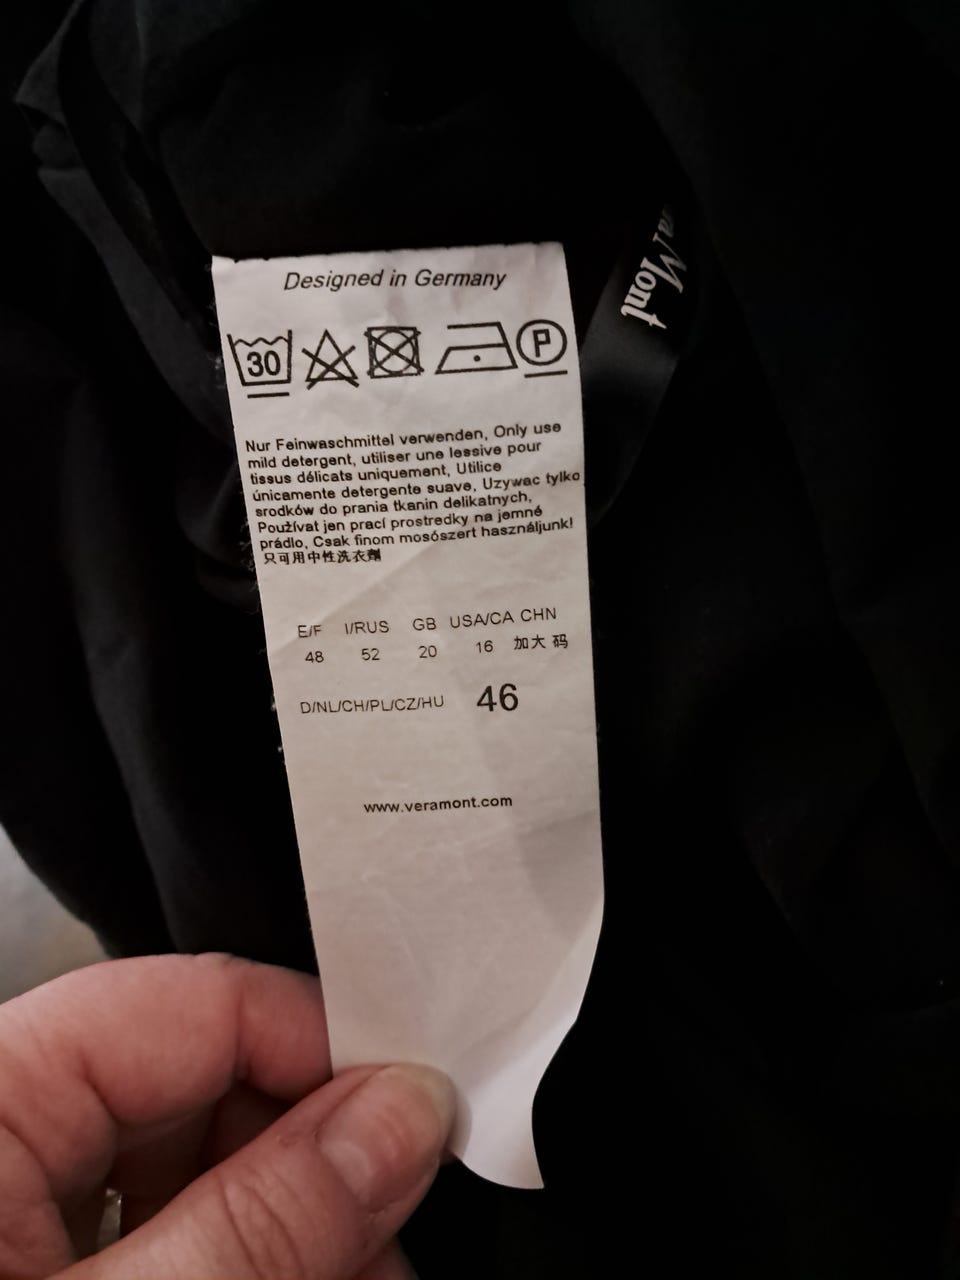 Designed in Germany
30
P
Nur Feinwaschmittel verwenden, Only use
mild detergent, utiliser une lessive pour
tissus délicats uniquement, Utilice
únicamente detergente suave, Uzywac tylko
srodków do prania tkanin delikatnych,
Používat jen prací prostredky na jemné
prádlo, Csak finom mosószert használjunk!
只可用中性洗衣劑
E/F I/RUS GB USA/CA CHN
48 52 20 16 加大码
D/NL/CH/PL/CZ/HU 46
www.veramont.com
Mont